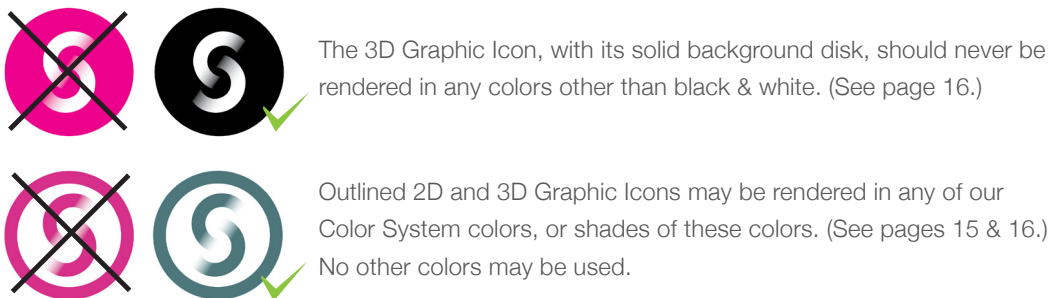 The 3D Graphic Icon, with its solid background disk, should never be
rendered in any colors other than black & white. (See page 16.)
Outlined 2D and 3D Graphic Icons may be rendered in any of our
Color System colors, or shades of these colors. (See pages 15 & 16.)
No other colors may be used.